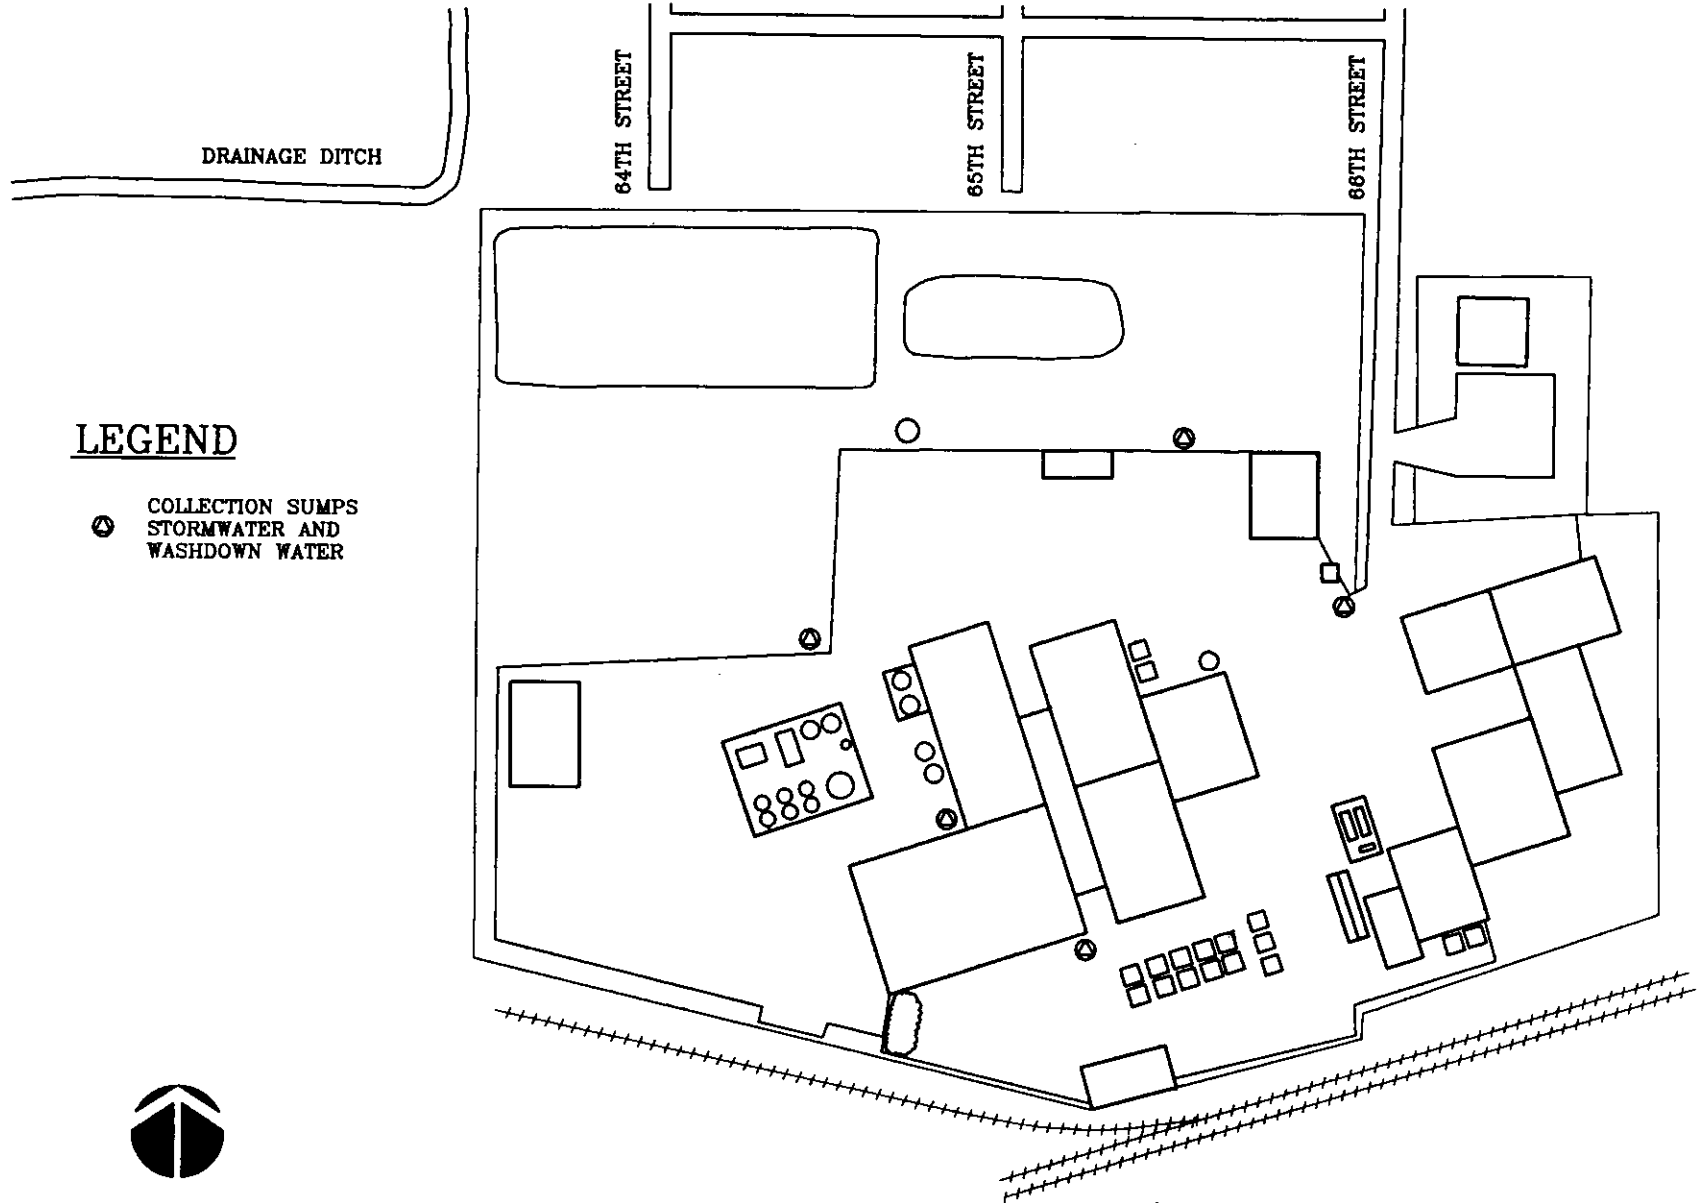 64TH STREET
65TH STREET
66TH STREET
DRAINAGE DITCH
LEGEND
COLLECTION SUMPS
STORMWATER AND
WASHDOWN WATER